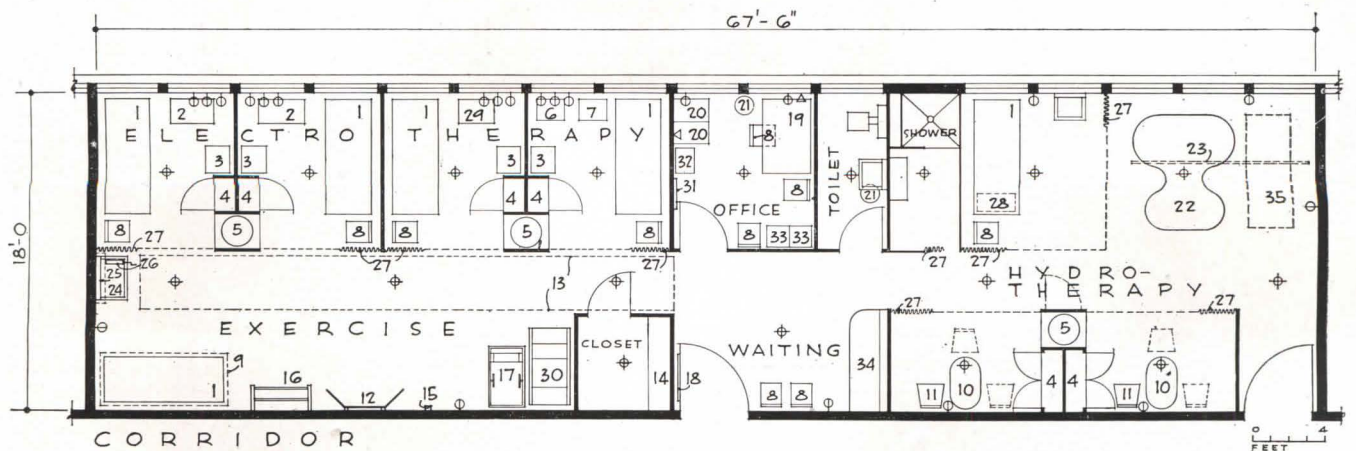 67'-6"
1 2 2 1 1 29 6 7 1 20 21 19 1 27
ELECTRO THERAPY
20 8 SHOWER 23
3 3 3 3 32 8 TOILET 21 22 35
4 4 4 4 31 28
8 5 8 8 5 8 OFFICE 8 33 33 8
18'-0
27 27 27 27 27
25 26 24 13
HYDRO-
THERAPY
27 27
EXERCISE
5 5
CLOSET WAITING
9 1 16 12 15 17 30 14 18 34 11 10 4 4 11 10
8 8
CORRIDOR
0 4
FEET